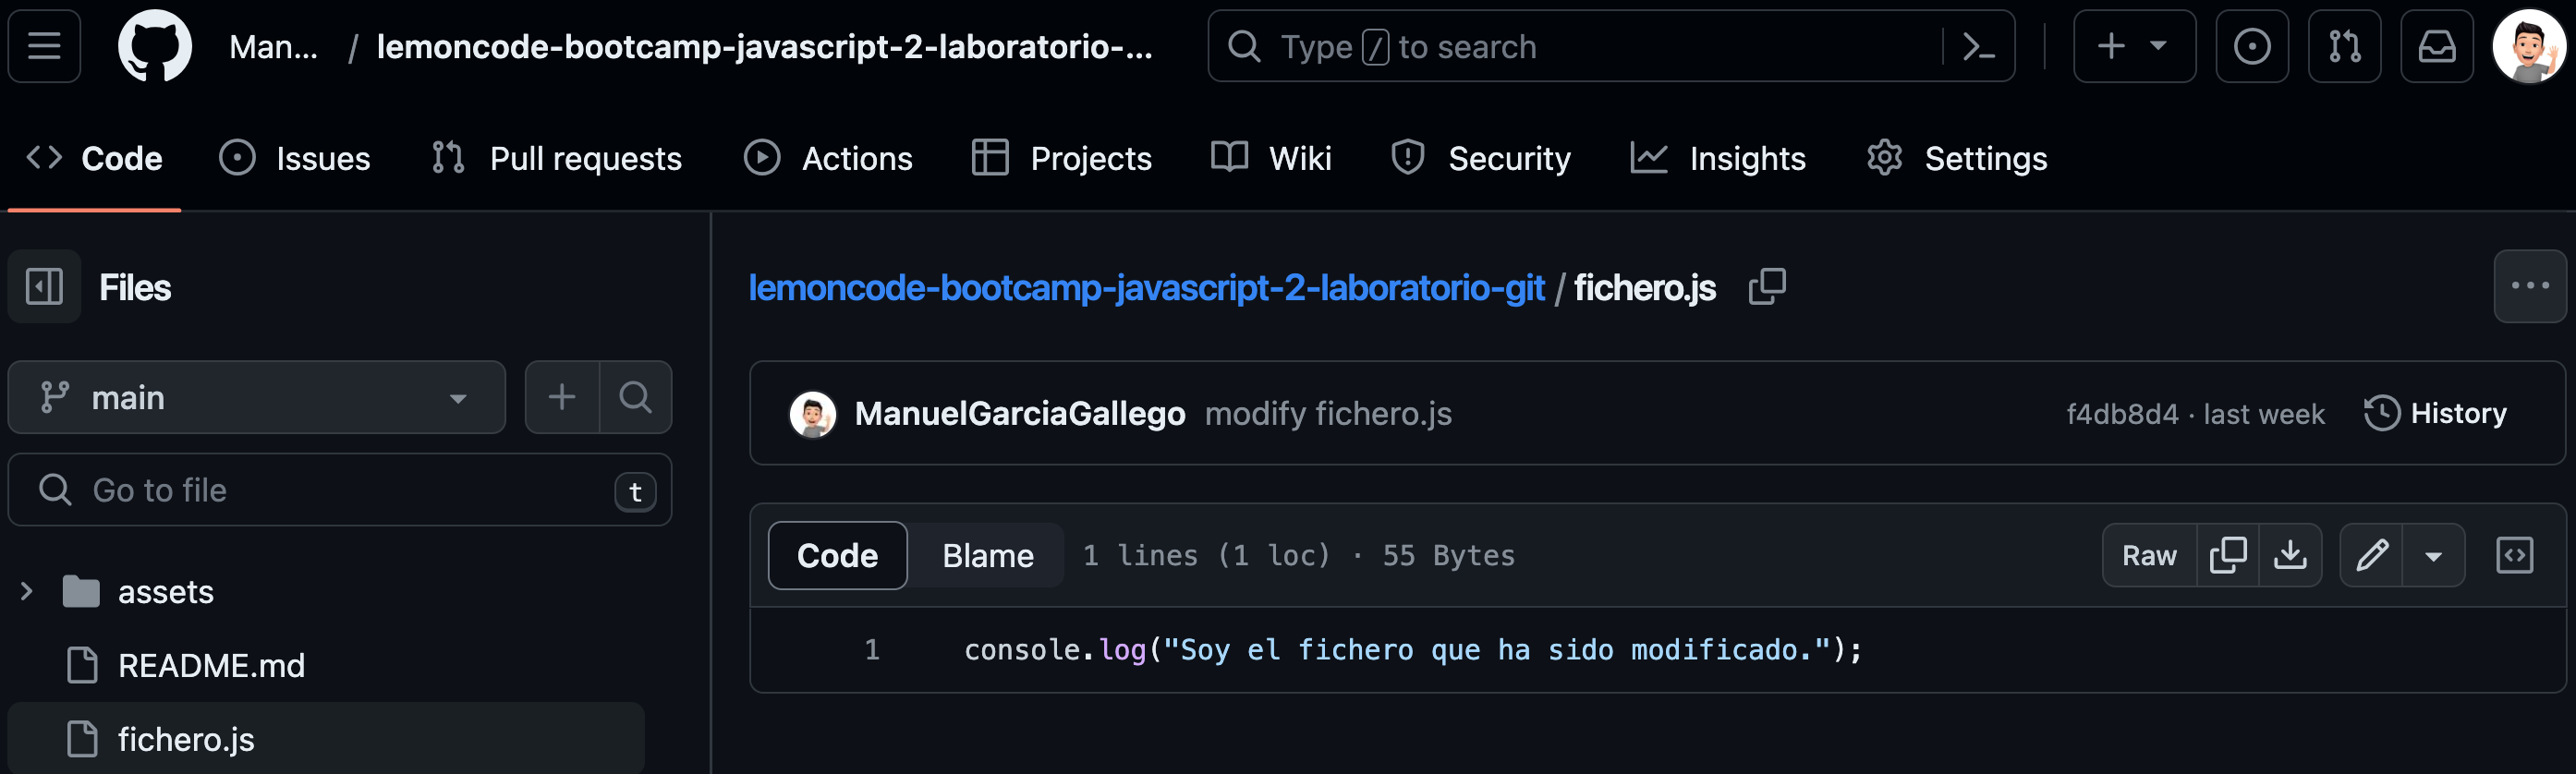 Man... / lemoncode-bootcamp-javascript-2-laboratorio-... Type / to search
Code Issues Pull requests Actions Projects Wiki Security Insights Settings
Files
main
Go to file t
assets
README.md
fichero.js
lemoncode-bootcamp-javascript-2-laboratorio-git / fichero.js
ManuelGarciaGallego modify fichero.js f4db8d4 · last week History
Code Blame 1 lines (1 loc) · 55 Bytes Raw
1 console.log("Soy el fichero que ha sido modificado.");